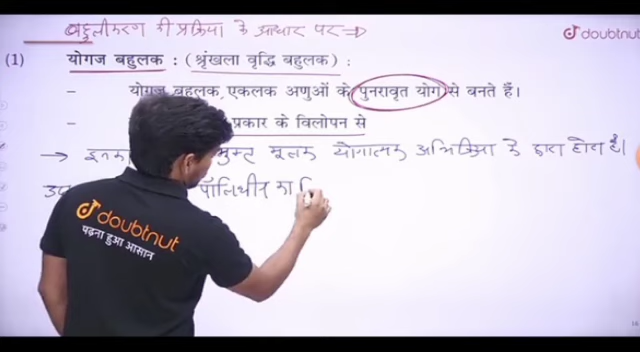 बहुलीकरण की प्रक्रिया के आधार पर ⇒
doubtnut
(1) योगज बहुलक : (श्रृंखला वृद्धि बहुलक) :
- योगज बहुलक एकलक अणुओं के पुनरावृत योग से बनते हैं।
- प्रकार के विलोपन से
→ इनका मुक्त मूलक योगात्मक अभिक्रिया के द्वारा होता है।
पॉलिथीन का
doubtnut
पढ़ना हुआ आसान